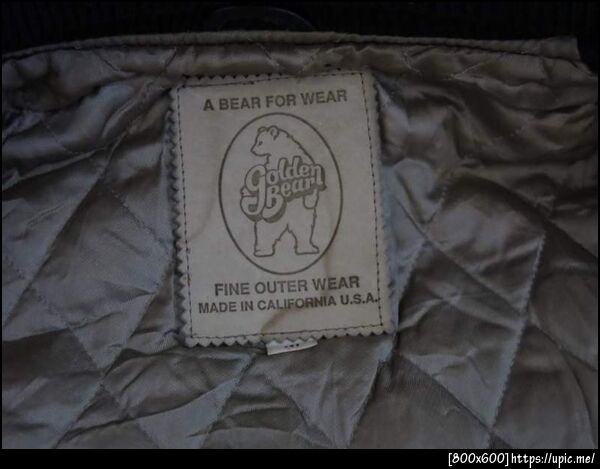 A BEAR FOR WEAR
Golden
Bear
FINE OUTER WEAR
MADE IN CALIFORNIA U.S.A.
[800x600]https://upic.me/